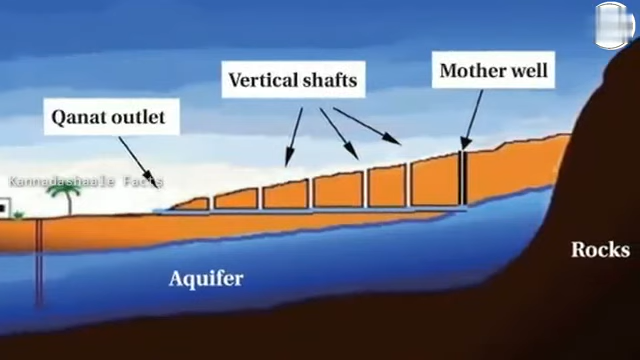 Mother well
Vertical shafts
Qanat outlet
Kannadashaale Facts
Rocks
Aquifer